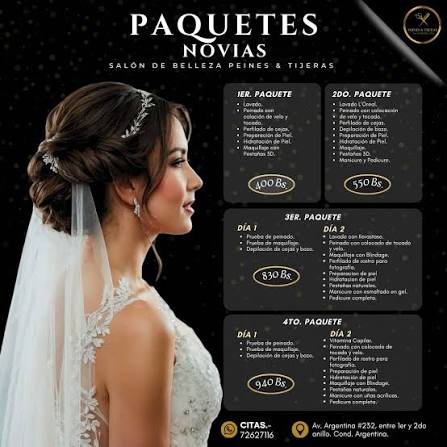 PAQUETES
NOVIAS
SALÓN DE BELLEZA PEINES & TIJERAS
PEINES & TIJERAS
1ER. PAQUETE
Lavado.
Peinado con
colación de velo y
tocado.
Perfilado de cejas.
Preparación de Piel.
Hidratación de Piel.
Maquillaje con
Pestañas 3D.
400 Bs.
2DO. PAQUETE
Lavado L'Oreal.
Peinado con colocación
de velo y tocado.
Perfilado de cejas.
Depilación de bozo.
Preparación de Piel.
Hidratación de Piel.
Maquillaje.
Pestañas 3D.
Manicure y Pedicure.
550 Bs.
3ER. PAQUETE
DÍA 1
Prueba de peinado.
Prueba de maquillaje.
Depilación de cejas y bozo.
830 Bs.
DÍA 2
Lavado con Kerastase.
Peinado con colocado de tocado
y velo.
Maquillaje con Blindage.
Perfilado de rostro para
fotografía.
Preparación de piel
Hidratación de piel
Pestañas naturales.
Manicure con esmaltado en gel.
Pedicure completo.
4TO. PAQUETE
DÍA 1
Prueba de peinado.
Prueba de maquillaje.
Depilación de cejas y bozo.
940 Bs.
DÍA 2
Vitamina Capilar.
Peinado con colocado de
tocado y velo.
Perfilado de rostro para
fotografía.
Preparación de piel
Hidratación de piel
Maquillaje con Blindage.
Pestañas naturales.
Manicure con uñas acrílicas.
Pedicure completo.
CITAS.-
72627116
Av. Argentina #232, entre 1er y 2do
anillo. Cond. Argentina.